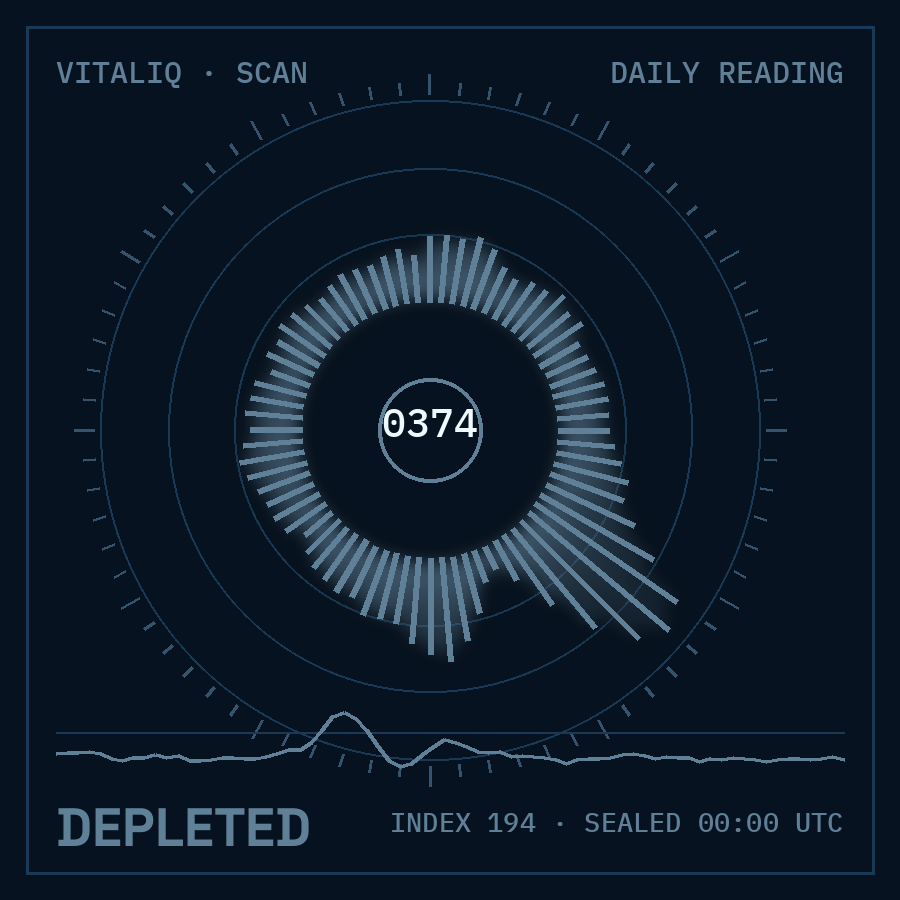 VITALIQ · SCAN
DAILY READING
0374
DEPLETED
INDEX 194 · SEALED 00:00 UTC